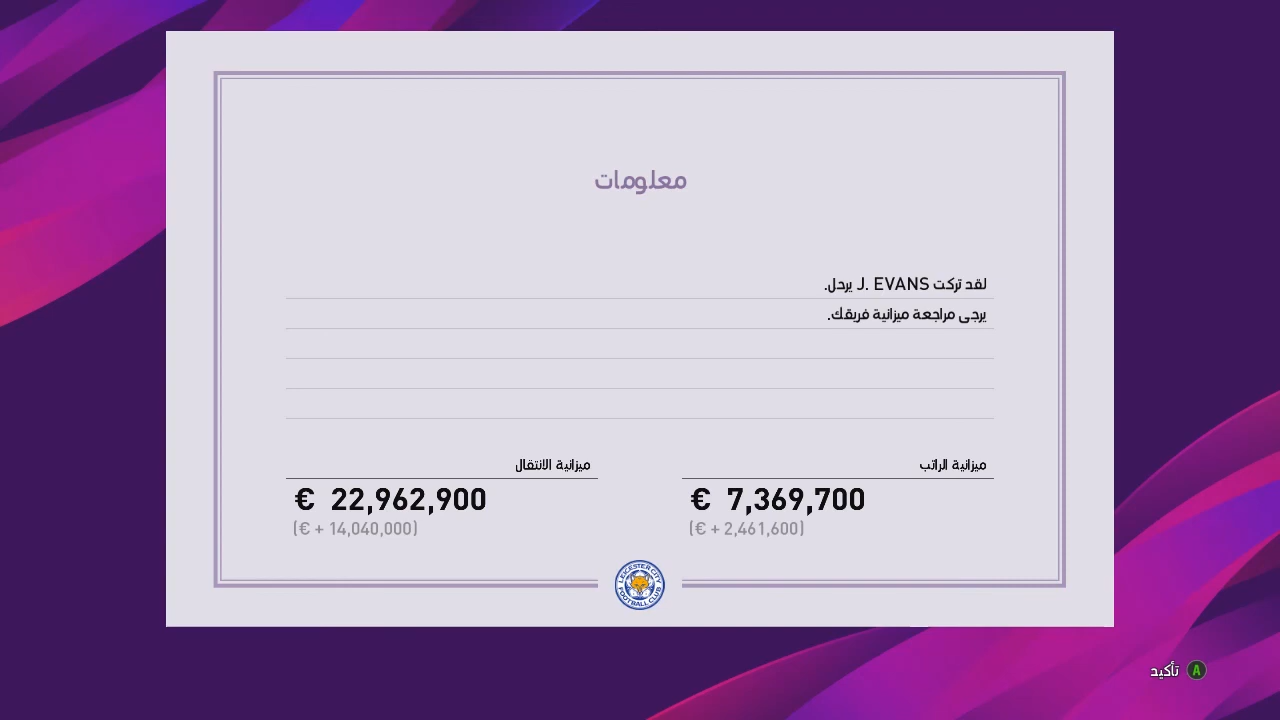 معلومات
لقد تركت J. EVANS يرحل.
يرجى مراجعة ميزانية فريقك.
ميزانية الراتب
€ 7,369,700
(€ + 2,461,600)
ميزانية الانتقال
€ 22,962,900
(€ + 14,040,000)
LEICESTER CITY
FOOTBALL CLUB
A تأكيد